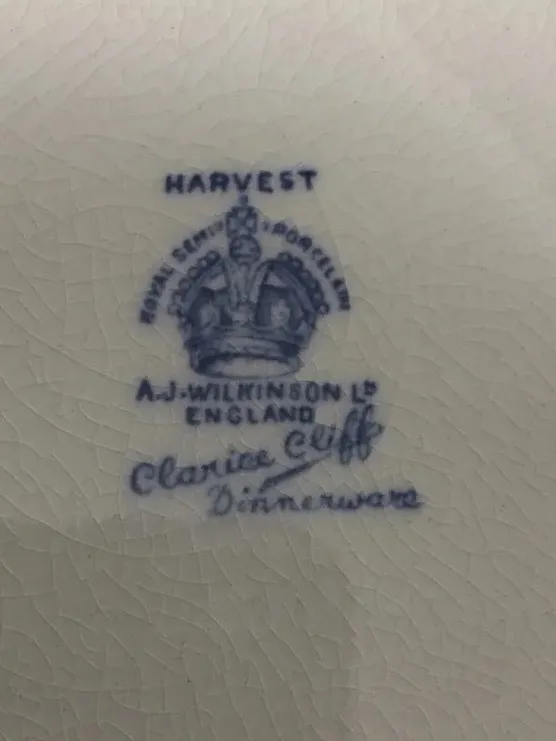 HARVEST
ROYAL SEMI-PORCELAIN
A.J.WILKINSON LD
ENGLAND
Clarice Cliff
Dinnerware